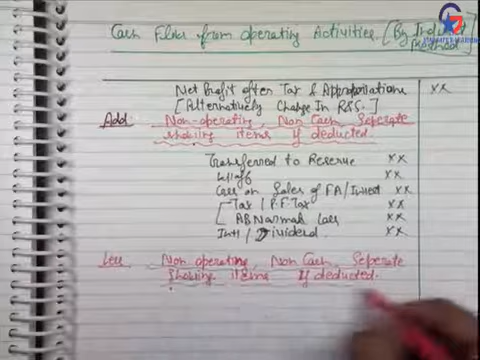 Cash Flow from operating Activities. [By Indirect
Method]
Net Profit after Tax & Appropriations xx
[Alternatively Change In R&S.]
Add Non-operating, Non Cash, Seperate
showing items if deducted.
Transferred to Reserve xx
W/off xx
Loss on Sales of FA/Invest xx
[Tax / P.F Tax xx
ABNormal Loss xx
Int / Dividend xx
Less Non operating, Non Cash, Seperate
showing items If deducted.